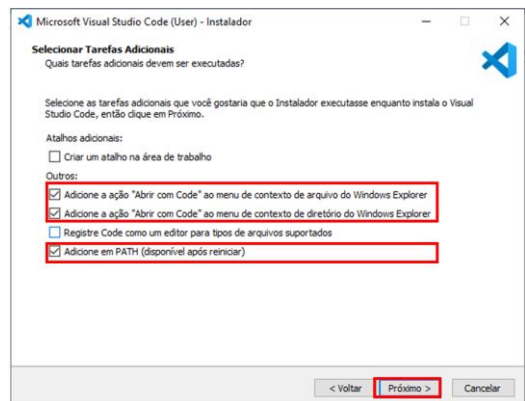 Microsoft Visual Studio Code (User) - Instalador
Selecionar Tarefas Adicionais
Quais tarefas adicionais devem ser executadas?
Selecione as tarefas adicionais que você gostaria que o Instalador executasse enquanto instala o Visual
Studio Code, então clique em Próximo.
Atalhos adicionais:
Criar um atalho na área de trabalho
Outros:
Adicione a ação "Abrir com Code" ao menu de contexto de arquivo do Windows Explorer
Adicione a ação "Abrir com Code" ao menu de contexto de diretório do Windows Explorer
Registre Code como um editor para tipos de arquivos suportados
Adicione em PATH (disponível após reiniciar)
< Voltar Próximo > Cancelar